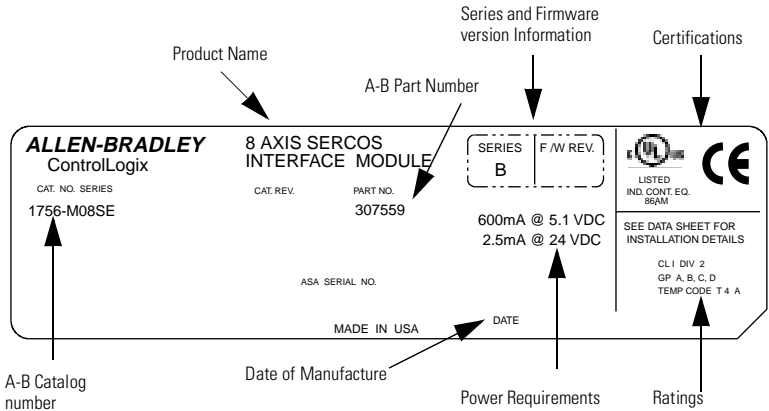 Series and Firmware
version Information
Certifications
Product Name
A-B Part Number
ALLEN-BRADLEY
ControlLogix
8 AXIS SERCOS
INTERFACE MODULE
SERIES
B
F /W REV.
UL
LISTED
IND. CONT. EQ.
86AM
CE
CAT. NO. SERIES
1756-M08SE
CAT. REV.
PART NO.
307559
600mA @ 5.1 VDC
2.5mA @ 24 VDC
SEE DATA SHEET FOR
INSTALLATION DETAILS
CL I DIV 2
GP A, B, C, D
TEMP CODE T 4 A
ASA SERIAL NO.
MADE IN USA
DATE
A-B Catalog
number
Date of Manufacture
Power Requirements
Ratings